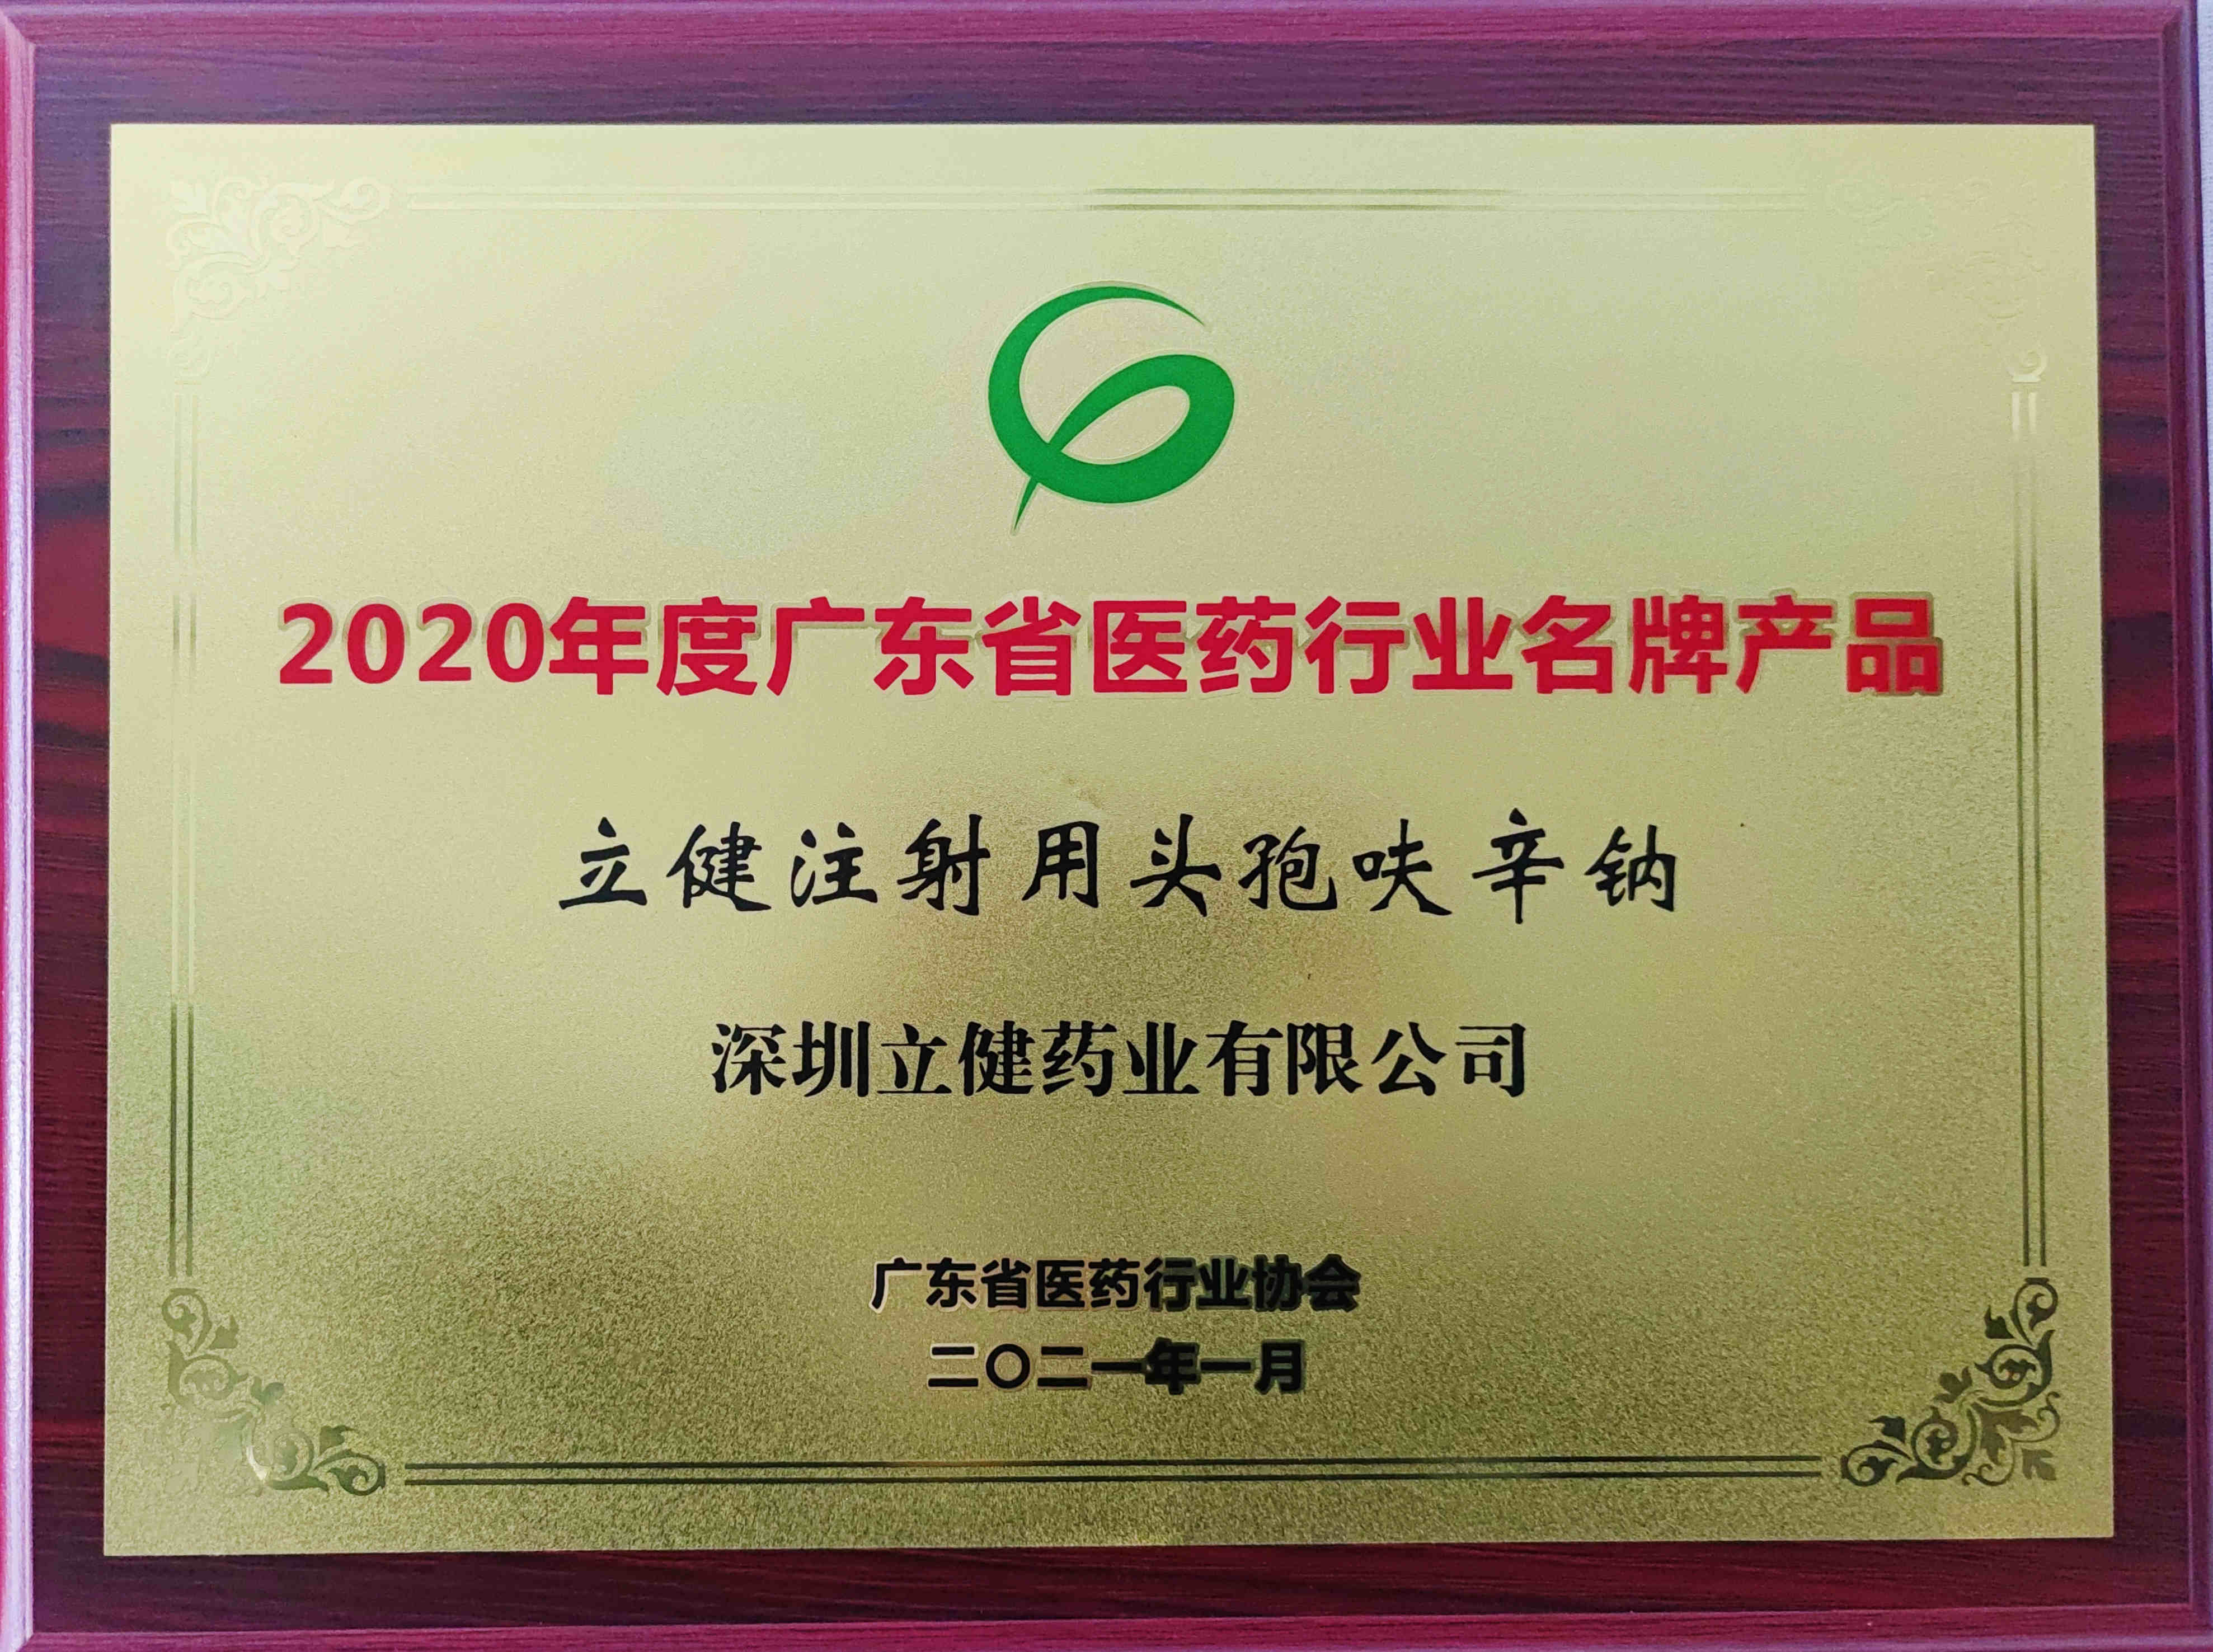 2020年度广东省医药行业名牌产品
立健注射用头孢呋辛钠
深圳立健药业有限公司
广东省医药行业协会
二〇二一年一月